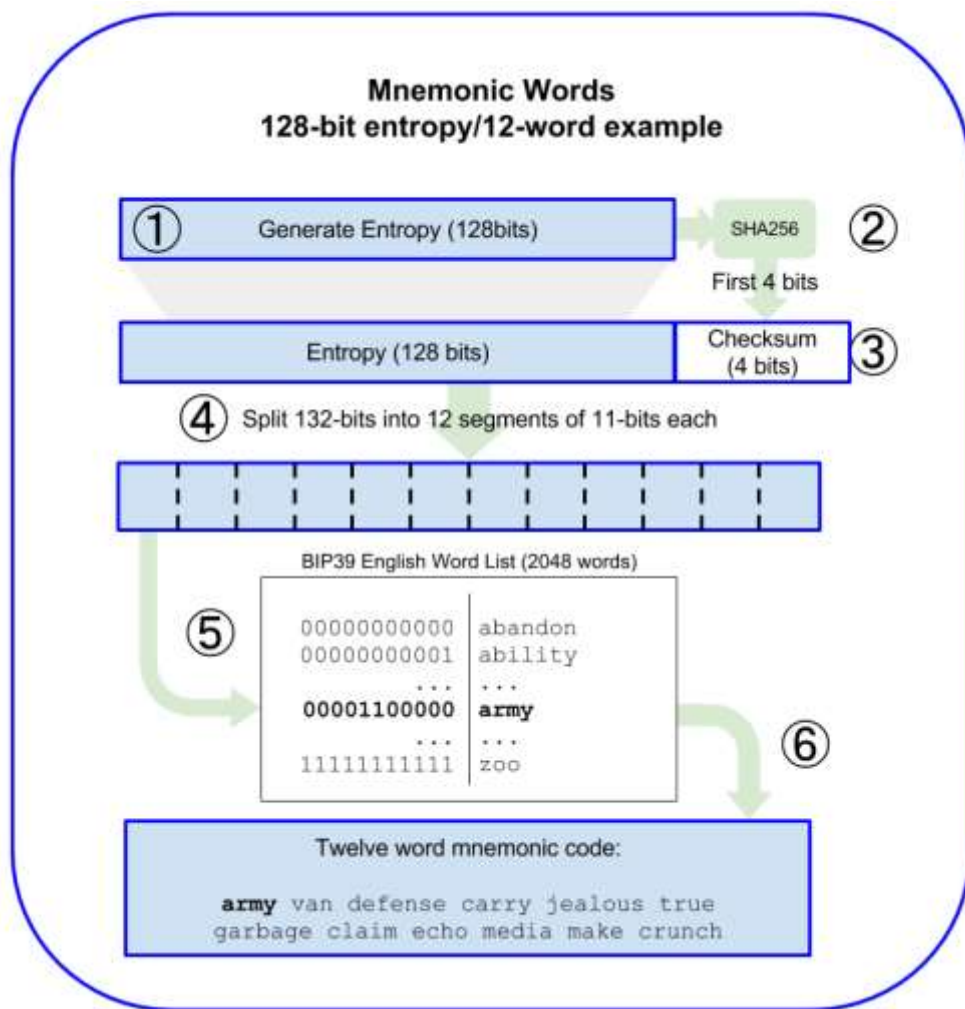 Mnemonic Words
128-bit entropy/12-word example
① Generate Entropy (128bits) SHA256 ②
First 4 bits
Entropy (128 bits) Checksum (4 bits) ③
④ Split 132-bits into 12 segments of 11-bits each
BIP39 English Word List (2048 words)
⑤
00000000000 abandon
00000000001 ability
... ...
00001100000 army
... ...
11111111111 zoo
⑥
Twelve word mnemonic code:
army van defense carry jealous true
garbage claim echo media make crunch